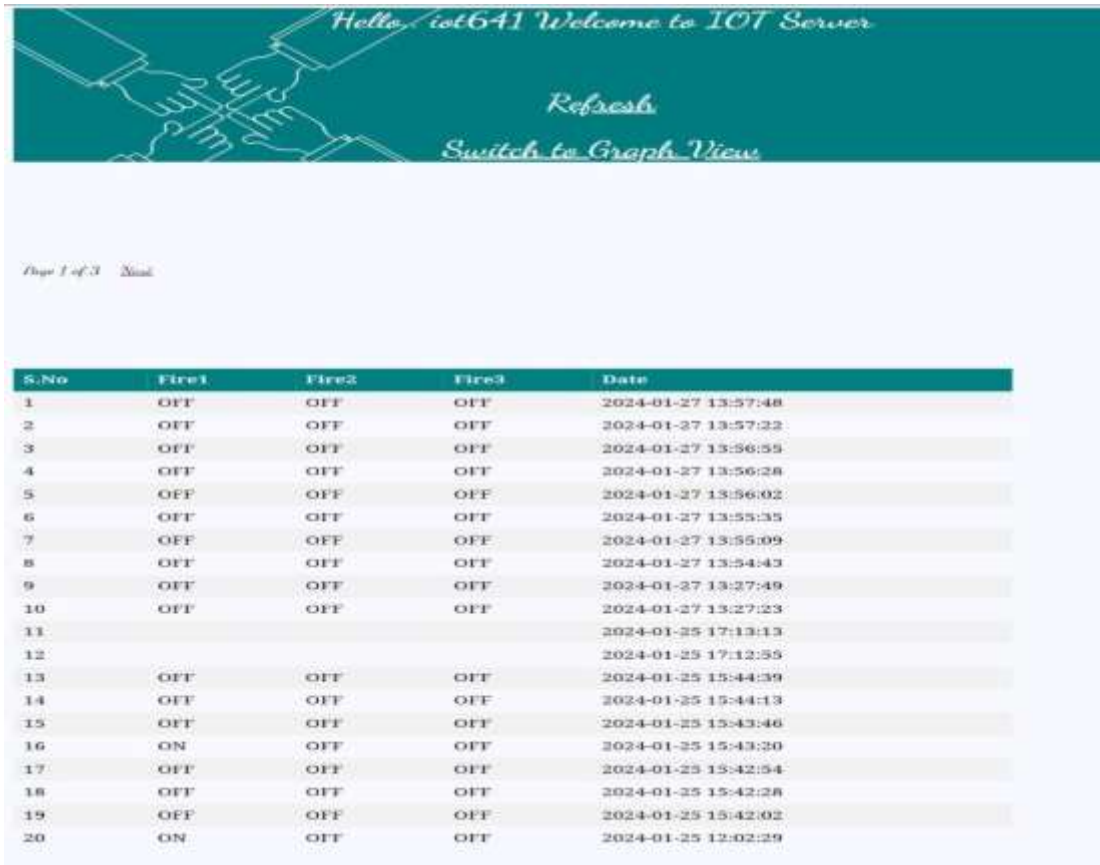 Hello.. iot641 Welcome to IOT Server
Refresh
Switch to Graph View
Page 1 of 3 Next
S.No Fire1 Fire2 Fire3 Date
1 OFF OFF OFF 2024-01-27 13:57:48
2 OFF OFF OFF 2024-01-27 13:57:22
3 OFF OFF OFF 2024-01-27 13:56:55
4 OFF OFF OFF 2024-01-27 13:56:28
5 OFF OFF OFF 2024-01-27 13:56:02
6 OFF OFF OFF 2024-01-27 13:55:35
7 OFF OFF OFF 2024-01-27 13:55:09
8 OFF OFF OFF 2024-01-27 13:54:43
9 OFF OFF OFF 2024-01-27 13:27:49
10 OFF OFF OFF 2024-01-27 13:27:23
11 2024-01-25 17:13:13
12 2024-01-25 17:12:55
13 OFF OFF OFF 2024-01-25 15:44:39
14 OFF OFF OFF 2024-01-25 15:44:13
15 OFF OFF OFF 2024-01-25 15:43:46
16 ON OFF OFF 2024-01-25 15:43:20
17 OFF OFF OFF 2024-01-25 15:42:54
18 OFF OFF OFF 2024-01-25 15:42:28
19 OFF OFF OFF 2024-01-25 15:42:02
20 ON OFF OFF 2024-01-25 12:02:29